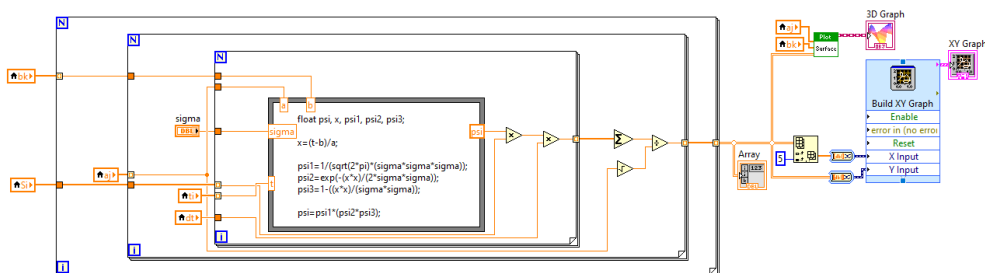 N
i
N
i
N
i
bk
Si
sigma
DBL
aj
ti
dt
a
b
sigma
t
psi
float psi, x, psi1, psi2, psi3;
x=(t-b)/a;
psi1=1/(sqrt(2*pi)*(sigma*sigma*sigma));
psi2=exp(-(x*x)/(2*sigma*sigma));
psi3=1-((x*x)/(sigma*sigma));
psi=psi1*(psi2*psi3);
Array
5
aj
bk
Plot
Surface
3D Graph
XY Graph
Build XY Graph
Enable
error in (no erro
Reset
X Input
Y Input